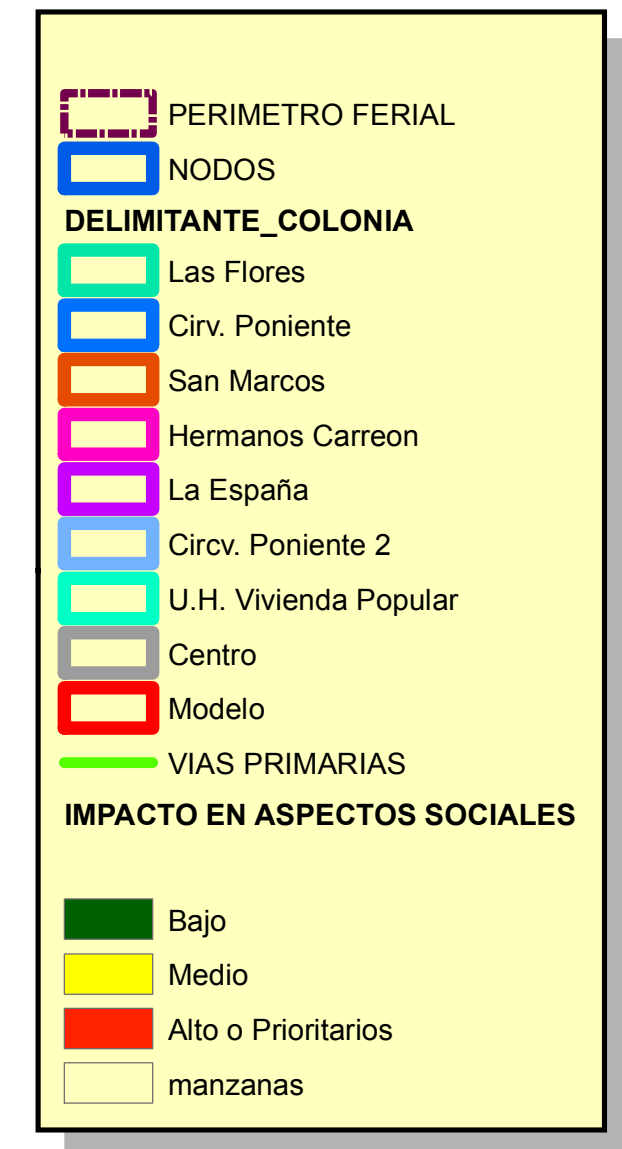 PERIMETRO FERIAL
NODOS
DELIMITANTE_COLONIA
Las Flores
Cirv. Poniente
San Marcos
Hermanos Carreon
La España
Circv. Poniente 2
U.H. Vivienda Popular
Centro
Modelo
VIAS PRIMARIAS
IMPACTO EN ASPECTOS SOCIALES
Bajo
Medio
Alto o Prioritarios
manzanas